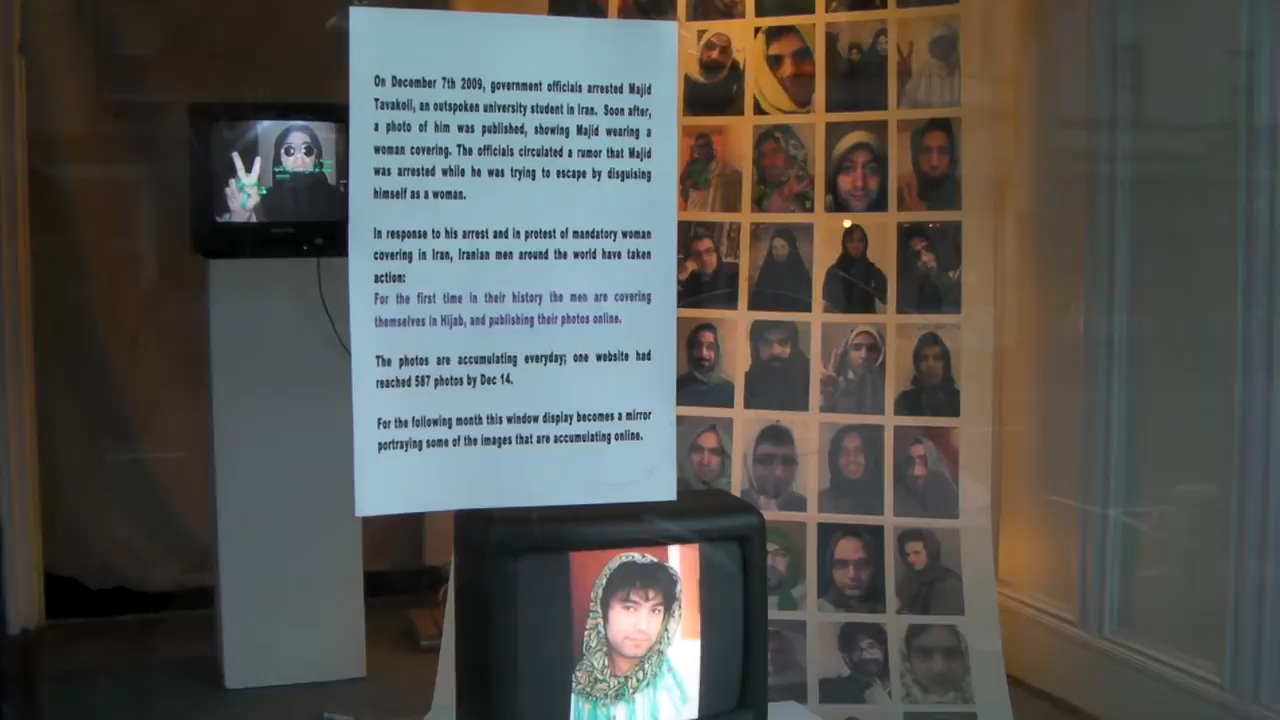 On December 7th 2009, government officials arrested Majid
Tavakoli, an outspoken university student in Iran. Soon after,
a photo of him was published, showing Majid wearing a
woman covering. The officials circulated a rumor that Majid
was arrested while he was trying to escape by disguising
himself as a woman.
In response to his arrest and in protest of mandatory woman
covering in Iran, Iranian men around the world have taken
action:
For the first time in their history the men are covering
themselves in Hijab, and publishing their photos online.
The photos are accumulating everyday; one website had
reached 587 photos by Dec 14.
For the following month this window display becomes a mirror
portraying some of the images that are accumulating online.